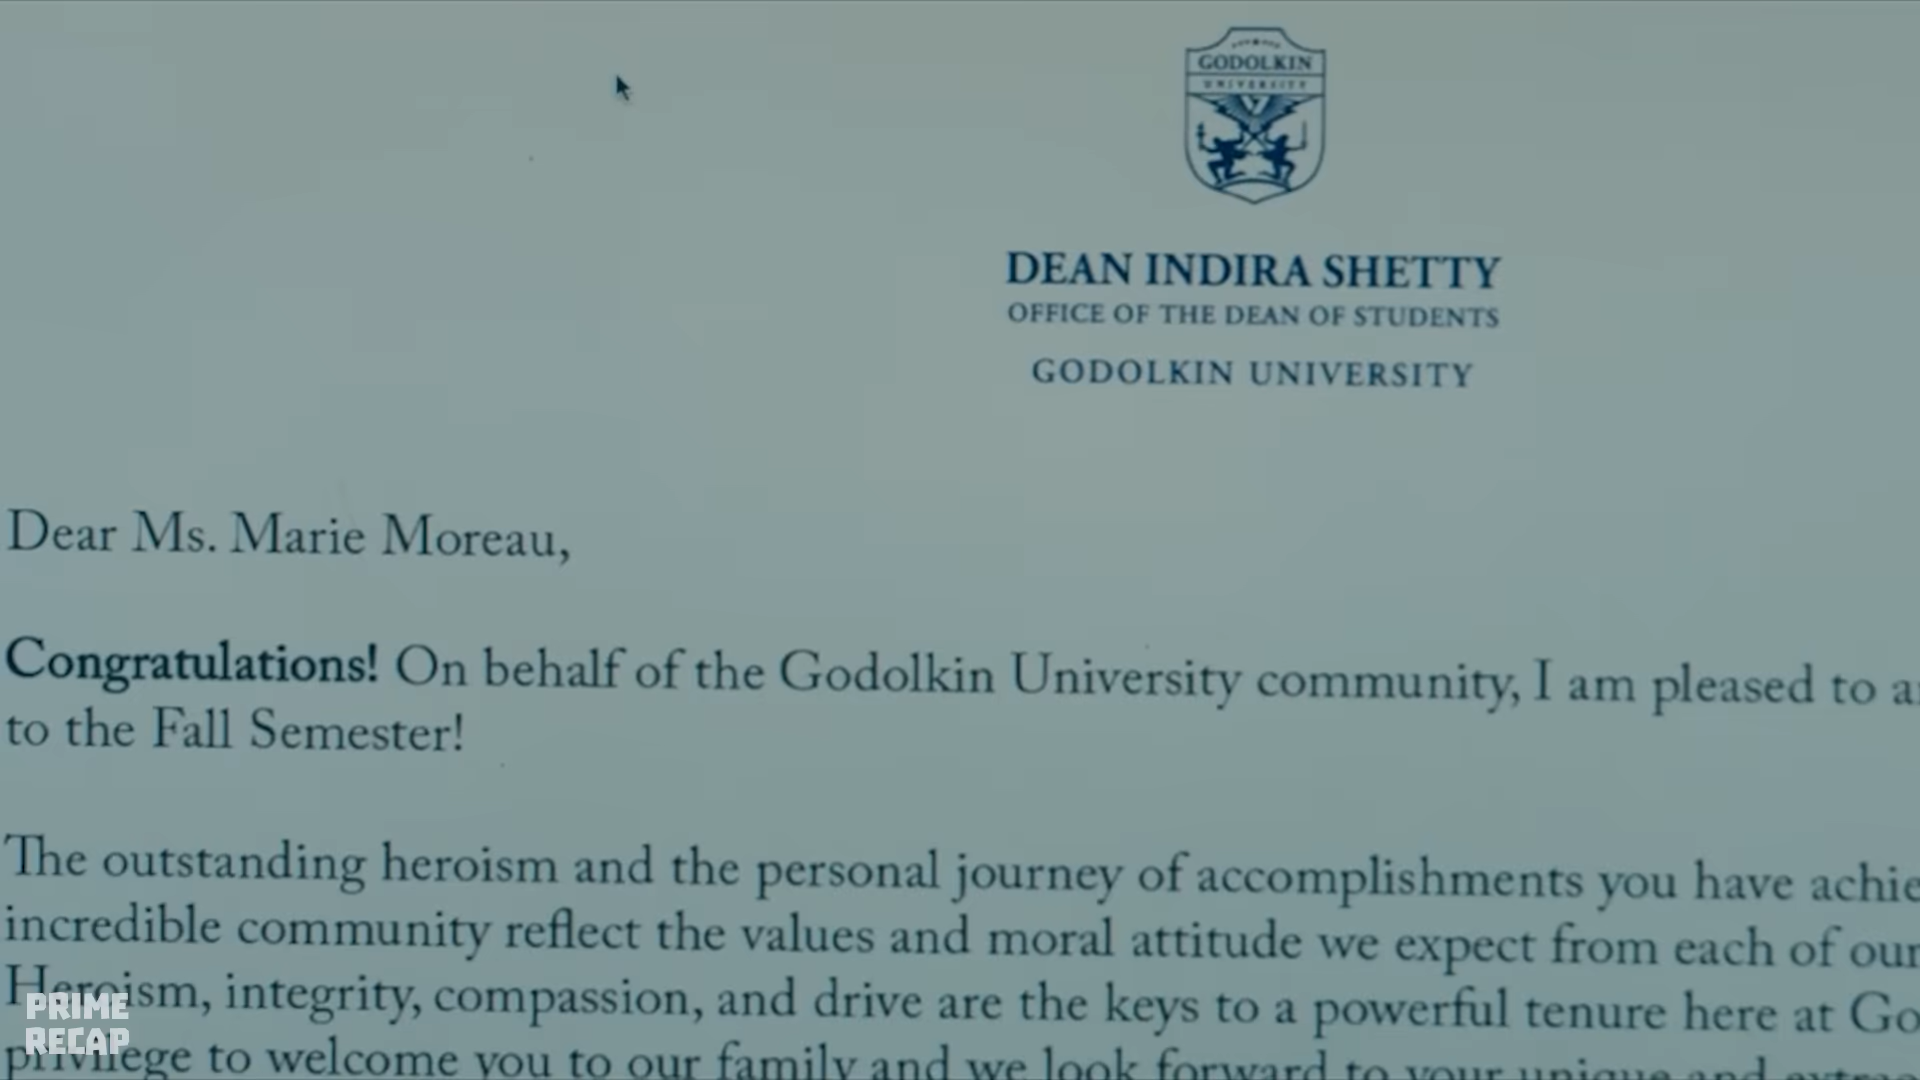 GODOLKIN
UNIVERSITY
DEAN INDIRA SHETTY
OFFICE OF THE DEAN OF STUDENTS
GODOLKIN UNIVERSITY
Dear Ms. Marie Moreau,
Congratulations! On behalf of the Godolkin University community, I am pleased to
to the Fall Semester!
The outstanding heroism and the personal journey of accomplishments you have
incredible community reflect the values and moral attitude we expect from each of our
Heroism, integrity, compassion, and drive are the keys to a powerful tenure here at
privilege to welcome you to our family and we look forward to your unique and
PRIME
RECAP